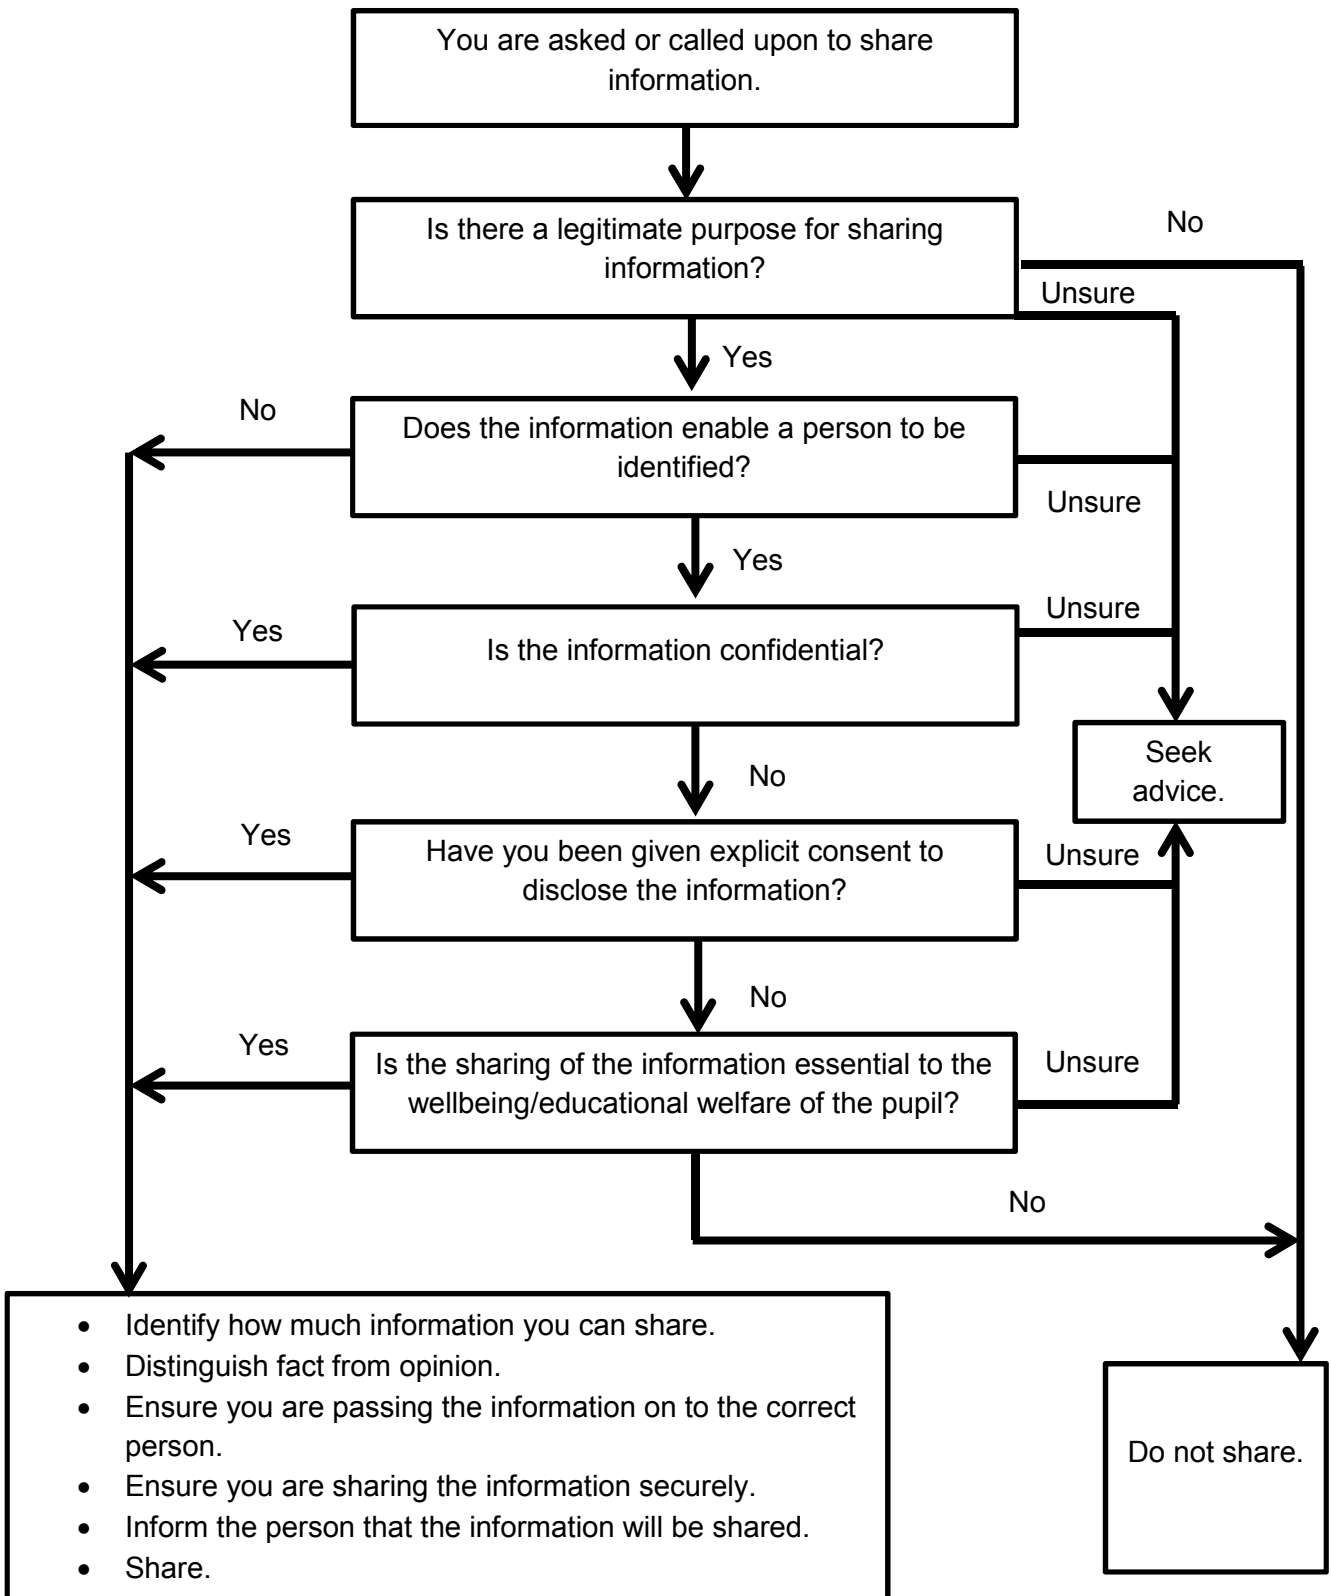 You are asked or called upon to share
information.
Is there a legitimate purpose for sharing
information?
No
Unsure
Yes
No
Does the information enable a person to be
identified?
Unsure
Yes
Unsure
Yes
Is the information confidential?
Seek
advice.
No
Yes
Have you been given explicit consent to
disclose the information?
Unsure
No
Yes
Is the sharing of the information essential to the
wellbeing/educational welfare of the pupil?
Unsure
No
• Identify how much information you can share.
• Distinguish fact from opinion.
• Ensure you are passing the information on to the correct
person.
• Ensure you are sharing the information securely.
• Inform the person that the information will be shared.
• Share.
Do not share.